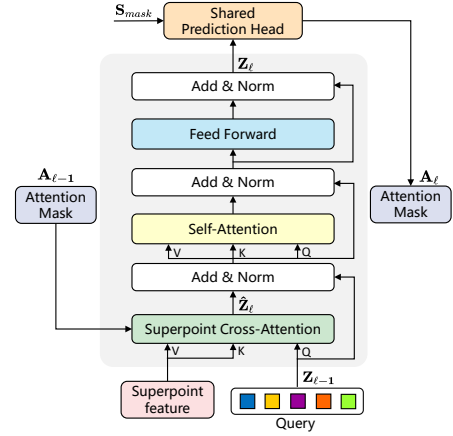 S_mask
Shared
Prediction Head
Z_ℓ
Add & Norm
Feed Forward
A_ℓ−1
Attention
Mask
Add & Norm
A_ℓ
Attention
Mask
Self-Attention
V K Q
Add & Norm
Ẑ_ℓ
Superpoint Cross-Attention
V K Q
Superpoint
feature
Z_ℓ−1
Query